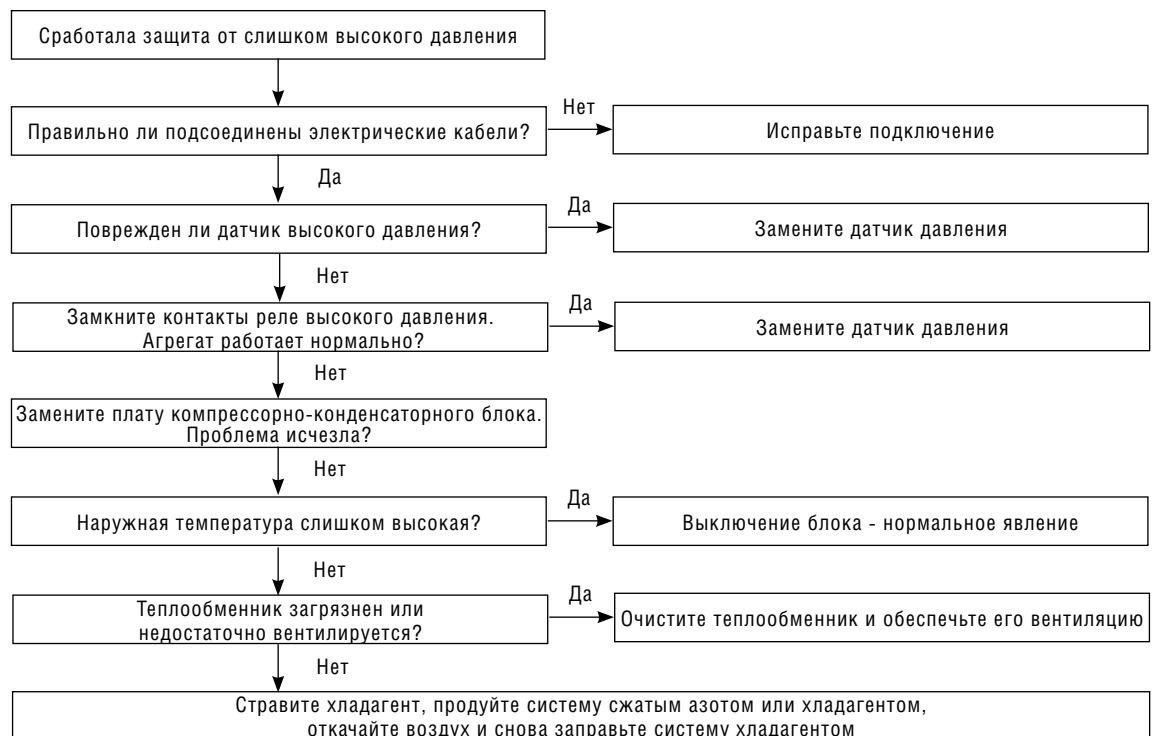 Сработала защита от слишком высокого давления
Нет
Правильно ли подсоединены электрические кабели?
Исправьте подключение
Да
Да
Поврежден ли датчик высокого давления?
Замените датчик давления
Нет
Да
Замкните контакты реле высокого давления.
Агрегат работает нормально?
Замените датчик давления
Нет
Замените плату компрессорно-конденсаторного блока.
Проблема исчезла?
Нет
Да
Наружная температура слишком высокая?
Выключение блока - нормальное явление
Нет
Да
Теплообменник загрязнен или
недостаточно вентилируется?
Очистите теплообменник и обеспечьте его вентиляцию
Нет
Стравите хладагент, продуйте систему сжатым азотом или хладагентом,
откачайте воздух и снова заправьте систему хладагентом